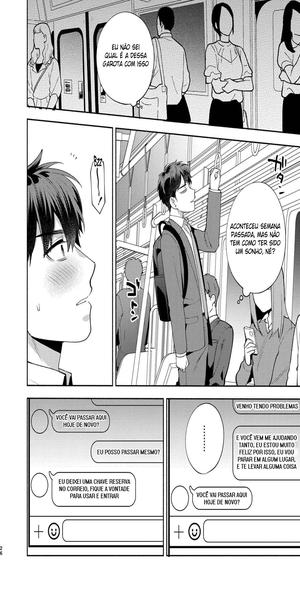 EU NÃO SEI
QUAL É A DESSA
GAROTA COM ISSO
ACONTECEU SEMANA
PASSADA, MAS NÃO
TEM COMO TER SIDO
UM SONHO, NÉ?
BZZ
VENHO TENDO PROBLEMAS
E VOCÊ VEM ME AJUDANDO
TANTO, EU ESTOU MUITO
FELIZ POR ISSO, EU VOU
PARAR EM ALGUM LUGAR,
E TE LEVAR ALGUMA COISA
VOCÊ VAI PASSAR AQUI
HOJE DE NOVO?
VOCÊ VAI PASSAR AQUI
HOJE DE NOVO?
EU POSSO PASSAR MESMO?
EU DEIXEI UMA CHAVE RESERVA
NO CORREIO, FIQUE A VONTADE
PARA USAR E ENTRAR